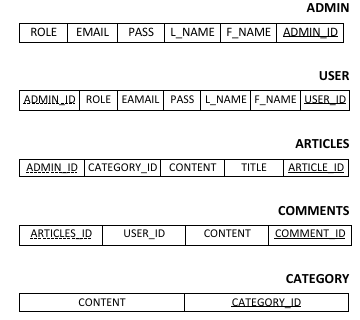 ADMIN
ROLE EMAIL PASS L_NAME F_NAME ADMIN_ID
USER
ADMIN_ID ROLE EAMAIL PASS L_NAME F_NAME USER_ID
ARTICLES
ADMIN_ID CATEGORY_ID CONTENT TITLE ARTICLE_ID
COMMENTS
ARTICLES_ID USER_ID CONTENT COMMENT_ID
CATEGORY
CONTENT CATEGORY_ID